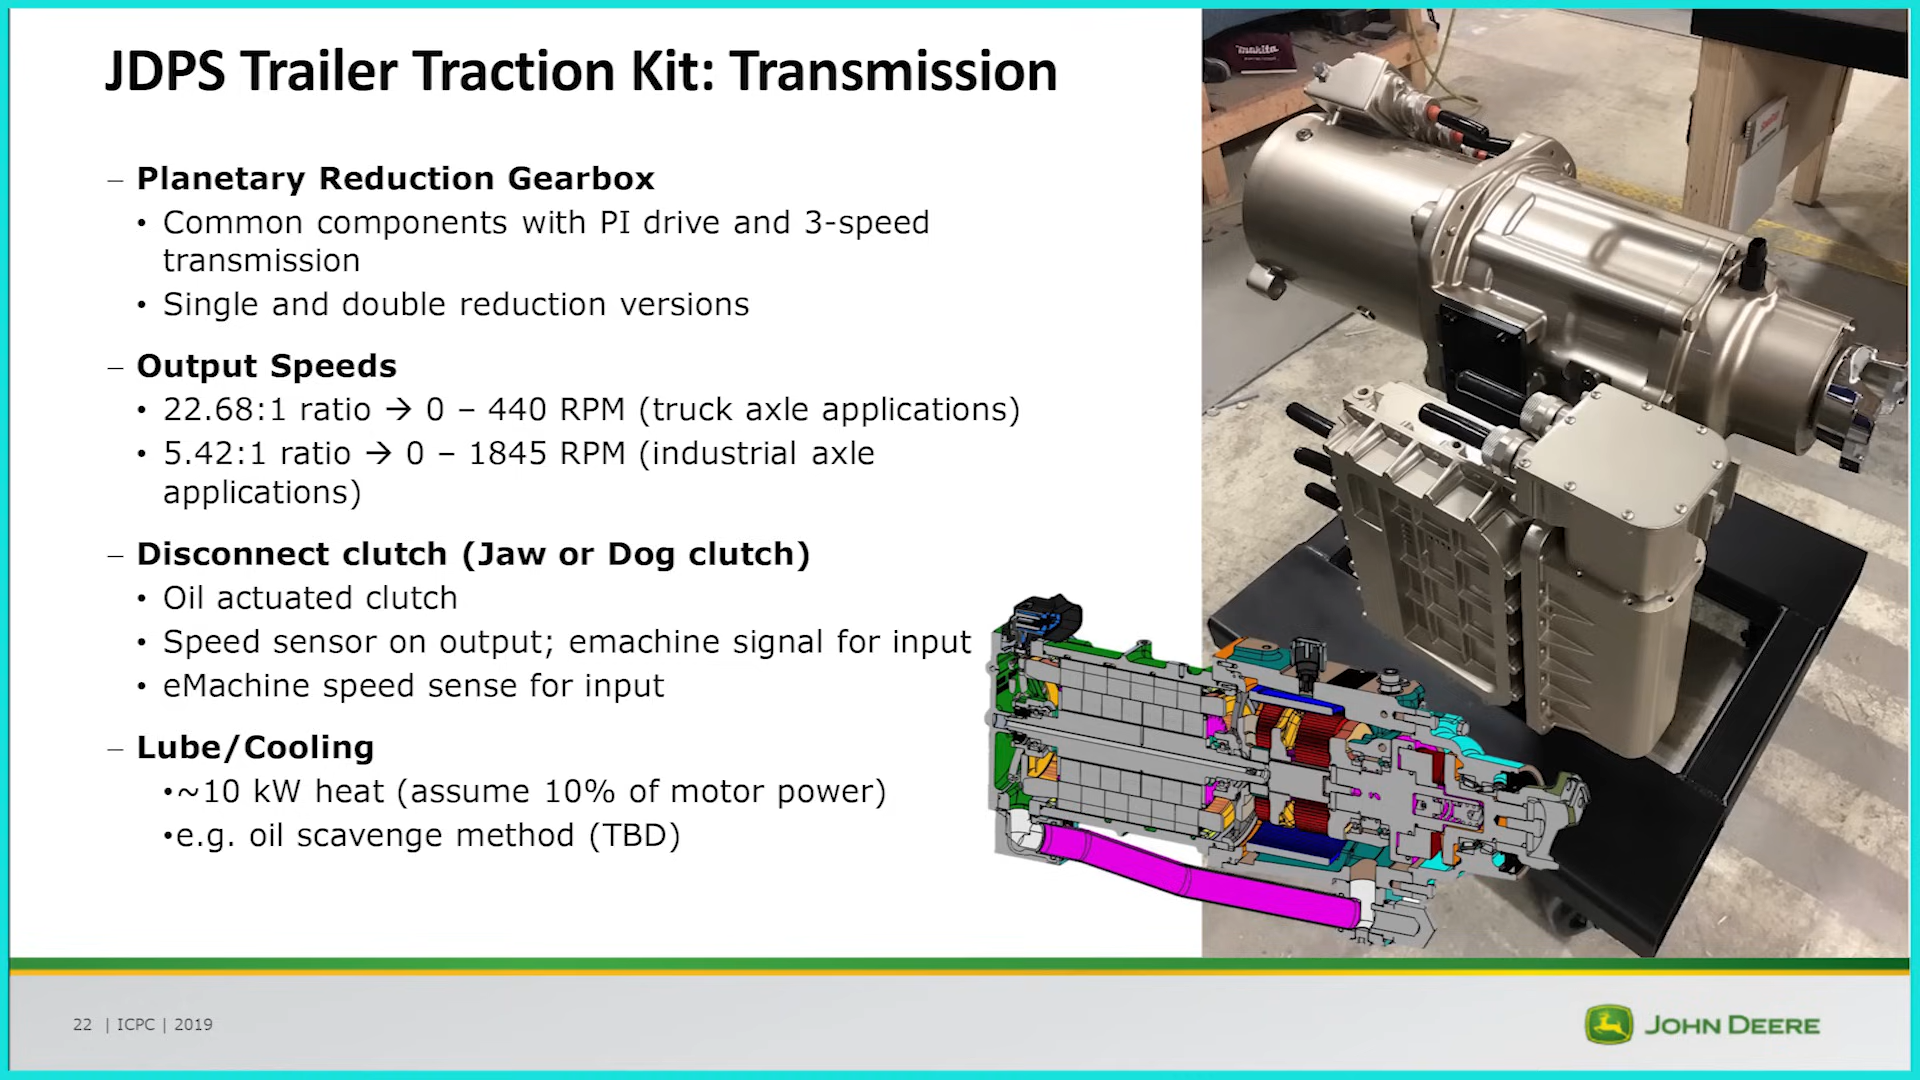 JDPS Trailer Traction Kit: Transmission
– Planetary Reduction Gearbox
• Common components with PI drive and 3-speed
transmission
• Single and double reduction versions
– Output Speeds
• 22.68:1 ratio → 0 – 440 RPM (truck axle applications)
• 5.42:1 ratio → 0 – 1845 RPM (industrial axle
applications)
– Disconnect clutch (Jaw or Dog clutch)
• Oil actuated clutch
• Speed sensor on output; emachine signal for input
• eMachine speed sense for input
– Lube/Cooling
•~10 kW heat (assume 10% of motor power)
•e.g. oil scavenge method (TBD)
makita
22 | ICPC | 2019
JOHN DEERE